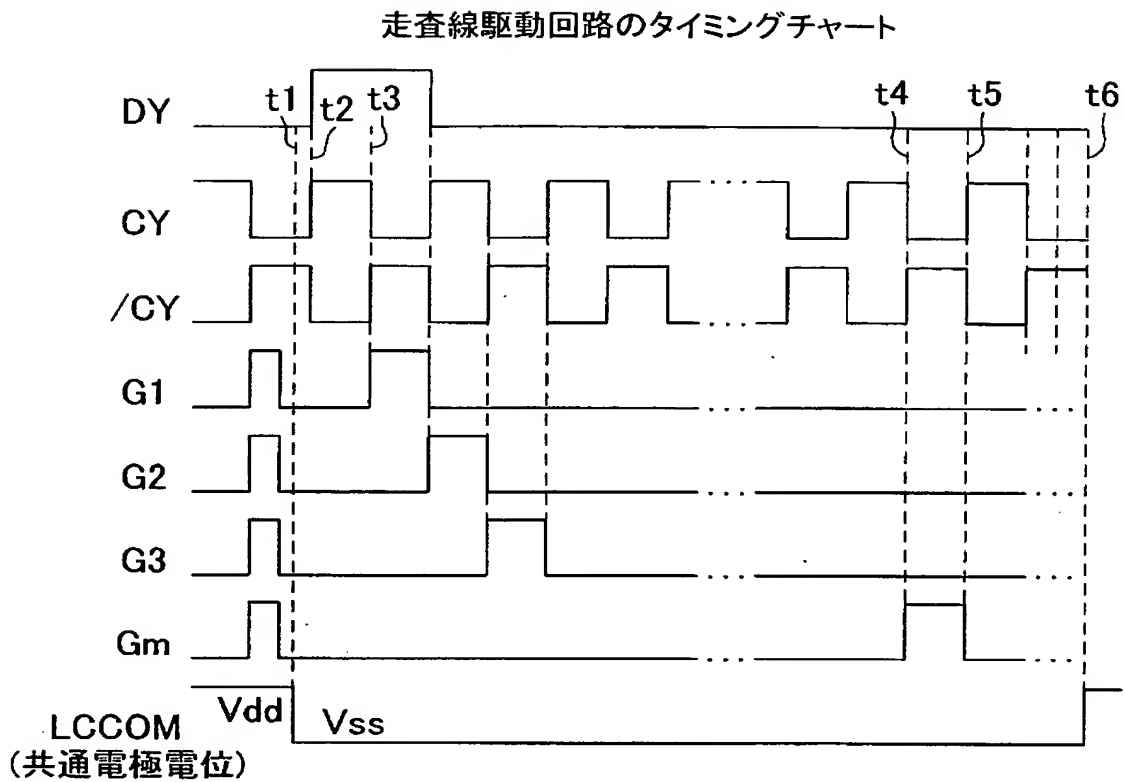 走査線駆動回路のタイミングチャート
DY
t1
t2
t3
t4
t5
t6
CY
/CY
G1
G2
G3
Gm
Vdd
Vss
LCCOM
(共通電極電位)